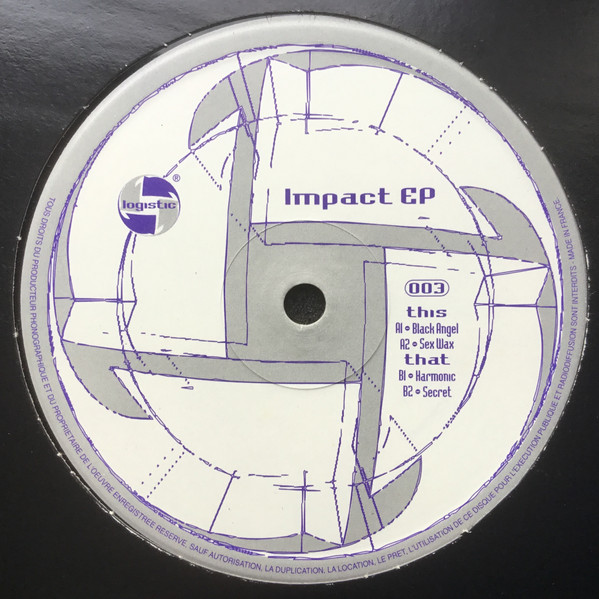 logistic
®
Impact EP
003
this
A1 • Black Angel
A2 • Sex Wax
that
B1 • Harmonic
B2 • Secret
TOUS DROITS DU PRODUCTEUR PHONOGRAPHIQUE ET DU PROPRIETAIRE DE L'OEUVRE ENREGISTREE RESERVE, SAUF AUTORISATION, LA DUPLICATION, LA LOCATION, LE PRET, L'UTILISATION DE CE DISQUE POUR L'EXECUTION PUBLIQUE ET RADIODIFFUSION SONT INTERDITS - MADE IN FRANCE.